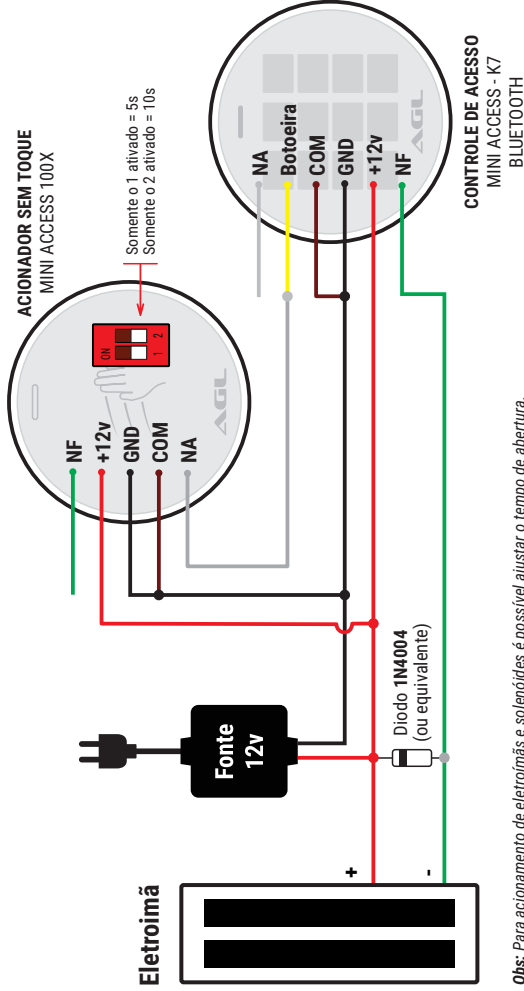 ACIONADOR SEM TOQUE
MINI ACCESS 100X
Somente o 1 ativado = 5s
Somente o 2 ativado = 10s
ON
1 2
AGL
NF
+12v
GND
COM
NA
CONTROLE DE ACESSO
MINI ACCESS - K7
BLUETOOTH
AGL
NA
Botoeira
COM
GND
+12v
NF
Fonte
12v
Diodo 1N4004
(ou equivalente)
Eletroimã
+
-
Obs: Para acionamento de eletroímãs e solenóides é possível ajustar o tempo de abertura.